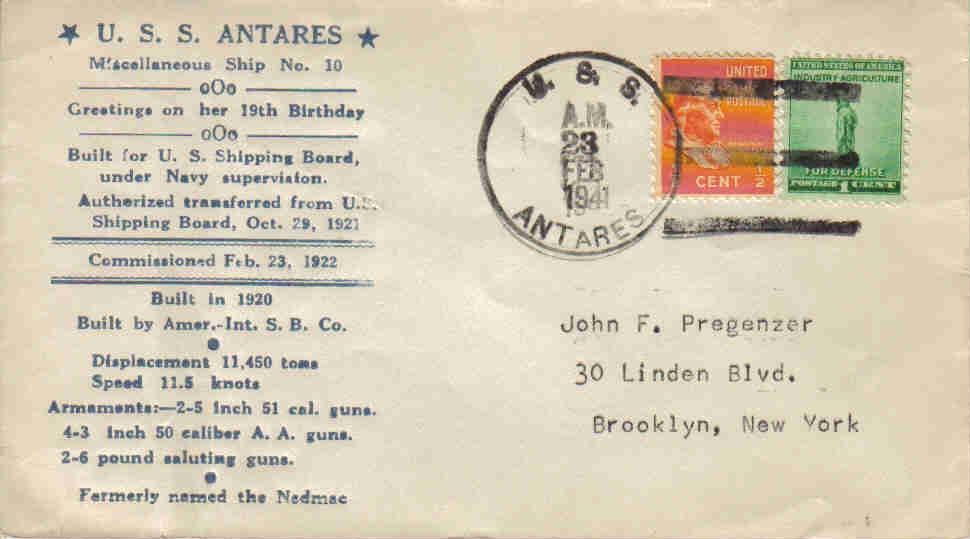 ★ U. S. S. ANTARES ★
Miscellaneous Ship No. 10
oOo
Greetings on her 19th Birthday
oOo
Built for U. S. Shipping Board,
under Navy supervision.
Authorized transferred from U.S.
Shipping Board, Oct. 29, 1921
Commissioned Feb. 23, 1922
Built in 1920
Built by Amer.-Int. S. B. Co.
Displacement 11,450 tons
Speed 11.5 knots
Armaments:—2-5 inch 51 cal. guns.
4-3 inch 50 caliber A. A. guns.
2-6 pound saluting guns.
Formerly named the Nedmac
U. S. S.
A.M.
23
FEB
1941
ANTARES
UNITED
POSTAGE
CENT ½
UNITED STATES OF AMERICA
INDUSTRY AGRICULTURE
FOR DEFENSE
POSTAGE 1 CENT
John F. Pregenzer
30 Linden Blvd.
Brooklyn, New York